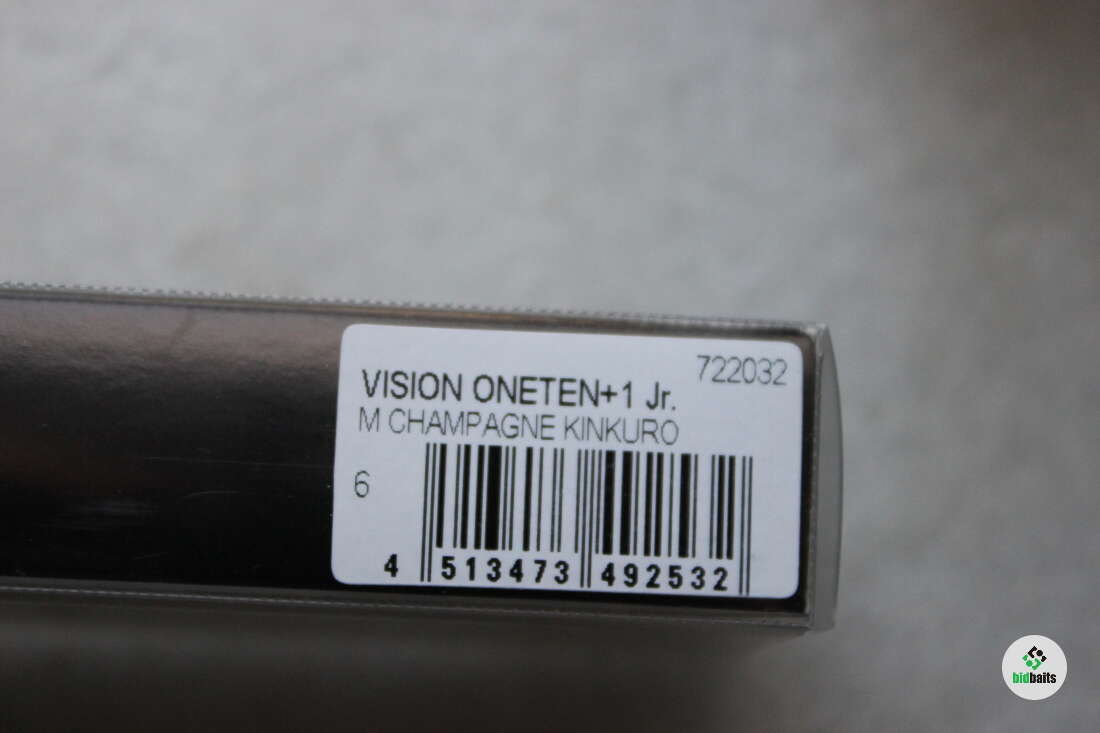 722032
VISION ONETEN+1 Jr.
M CHAMPAGNE KINKURO
6
4 513473 492532
bidbaits